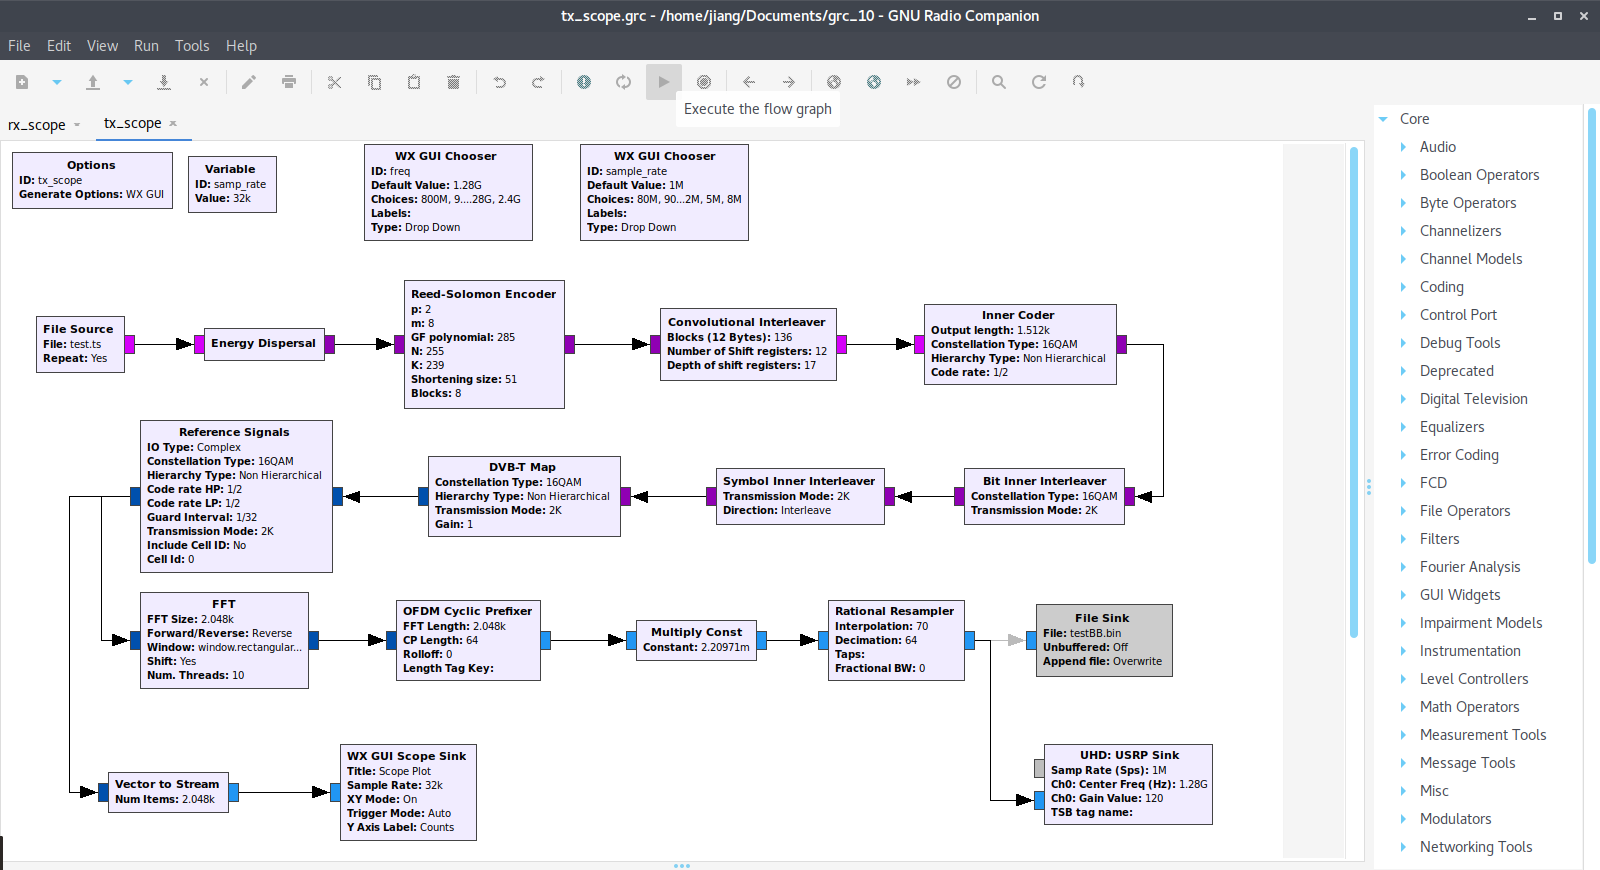 tx_scope.grc - /home/jiang/Documents/grc_10 - GNU Radio Companion
File Edit View Run Tools Help
Execute the flow graph
rx_scope
tx_scope
Options
ID: tx_scope
Generate Options: WX GUI
Variable
ID: samp_rate
Value: 32k
WX GUI Chooser
ID: freq
Default Value: 1.28G
Choices: 800M, 9....28G, 2.4G
Labels:
Type: Drop Down
WX GUI Chooser
ID: sample_rate
Default Value: 1M
Choices: 80M, 90...2M, 5M, 8M
Labels:
Type: Drop Down
File Source
File: test.ts
Repeat: Yes
Energy Dispersal
Reed-Solomon Encoder
p: 2
m: 8
GF polynomial: 285
N: 255
K: 239
Shortening size: 51
Blocks: 8
Convolutional Interleaver
Blocks (12 Bytes): 136
Number of Shift registers: 12
Depth of shift registers: 17
Inner Coder
Output length: 1.512k
Constellation Type: 16QAM
Hierarchy Type: Non Hierarchical
Code rate: 1/2
Reference Signals
IO Type: Complex
Constellation Type: 16QAM
Hierarchy Type: Non Hierarchical
Code rate HP: 1/2
Code rate LP: 1/2
Guard Interval: 1/32
Transmission Mode: 2K
Include Cell ID: No
Cell Id: 0
DVB-T Map
Constellation Type: 16QAM
Hierarchy Type: Non Hierarchical
Transmission Mode: 2K
Gain: 1
Symbol Inner Interleaver
Transmission Mode: 2K
Direction: Interleave
Bit Inner Interleaver
Constellation Type: 16QAM
Transmission Mode: 2K
FFT
FFT Size: 2.048k
Forward/Reverse: Reverse
Window: window.rectangular...
Shift: Yes
Num. Threads: 10
OFDM Cyclic Prefixer
FFT Length: 2.048k
CP Length: 64
Rolloff: 0
Length Tag Key:
Multiply Const
Constant: 2.20971m
Rational Resampler
Interpolation: 70
Decimation: 64
Taps:
Fractional BW: 0
File Sink
File: testBB.bin
Unbuffered: Off
Append file: Overwrite
Vector to Stream
Num Items: 2.048k
WX GUI Scope Sink
Title: Scope Plot
Sample Rate: 32k
XY Mode: On
Trigger Mode: Auto
Y Axis Label: Counts
UHD: USRP Sink
Samp Rate (Sps): 1M
Ch0: Center Freq (Hz): 1.28G
Ch0: Gain Value: 120
TSB tag name:
Core
Audio
Boolean Operators
Byte Operators
Channelizers
Channel Models
Coding
Control Port
Debug Tools
Deprecated
Digital Television
Equalizers
Error Coding
FCD
File Operators
Filters
Fourier Analysis
GUI Widgets
Impairment Models
Instrumentation
Level Controllers
Math Operators
Measurement Tools
Message Tools
Misc
Modulators
Networking Tools